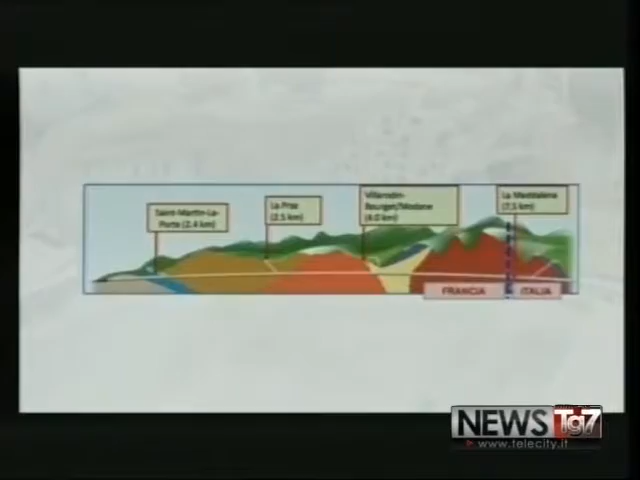 Saint-Martin-La-
Porte (2.4 km)
La Praz
(2.5 km)
Villarodin-
Bourget/Modane
(4.0 km)
La Maddalena
(7,5 km)
FRANCIA
ITALIA
NEWS Tg7
www.telecity.it